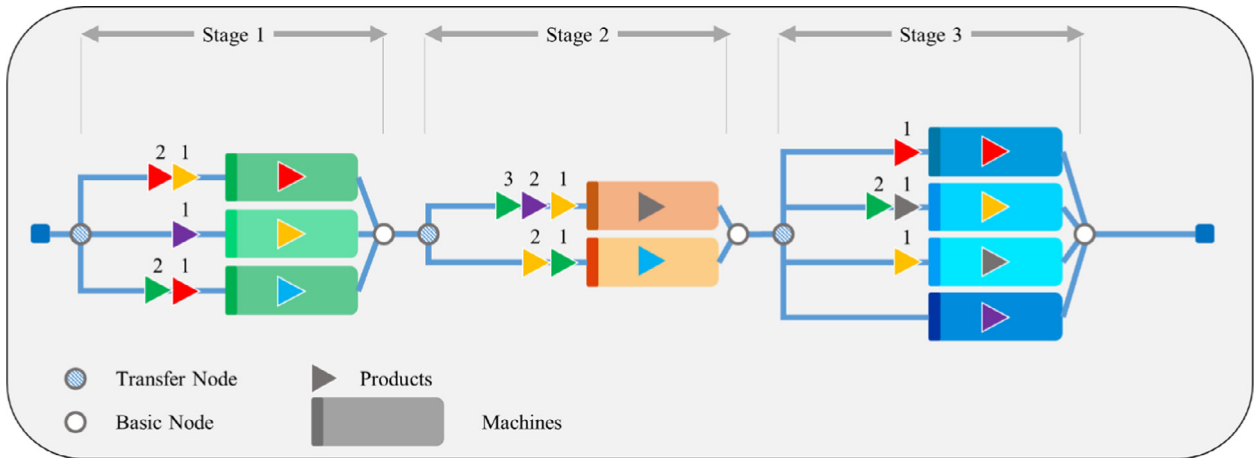 Stage 1 Stage 2 Stage 3
1
2 1 3 2 1 2 1
1
2 1 1
2 1
Transfer Node Products
Basic Node Machines